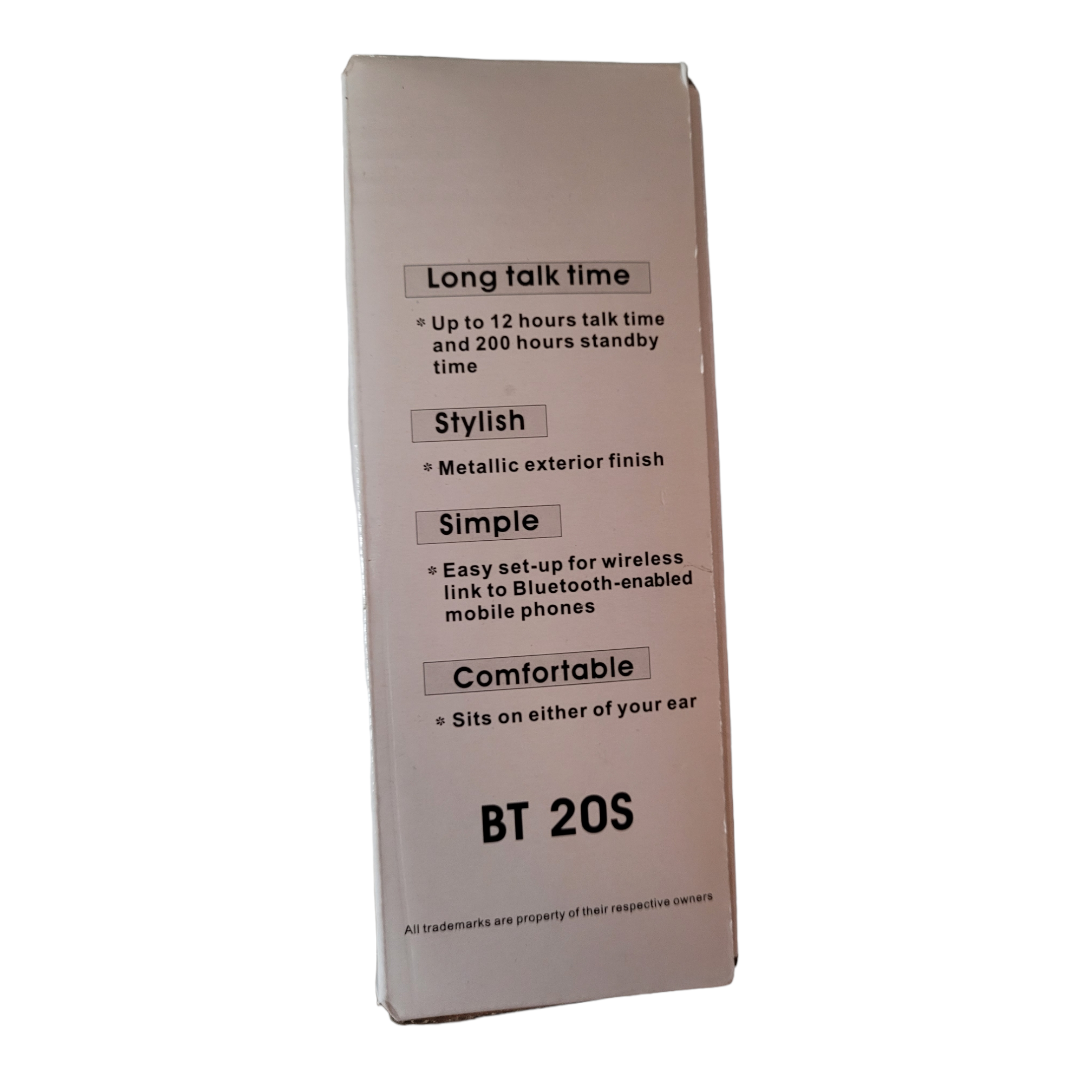 Long talk time
* Up to 12 hours talk time
and 200 hours standby
time
Stylish
* Metallic exterior finish
Simple
* Easy set-up for wireless
link to Bluetooth-enabled
mobile phones
Comfortable
* Sits on either of your ear
BT 20S
All trademarks are property of their respective owners